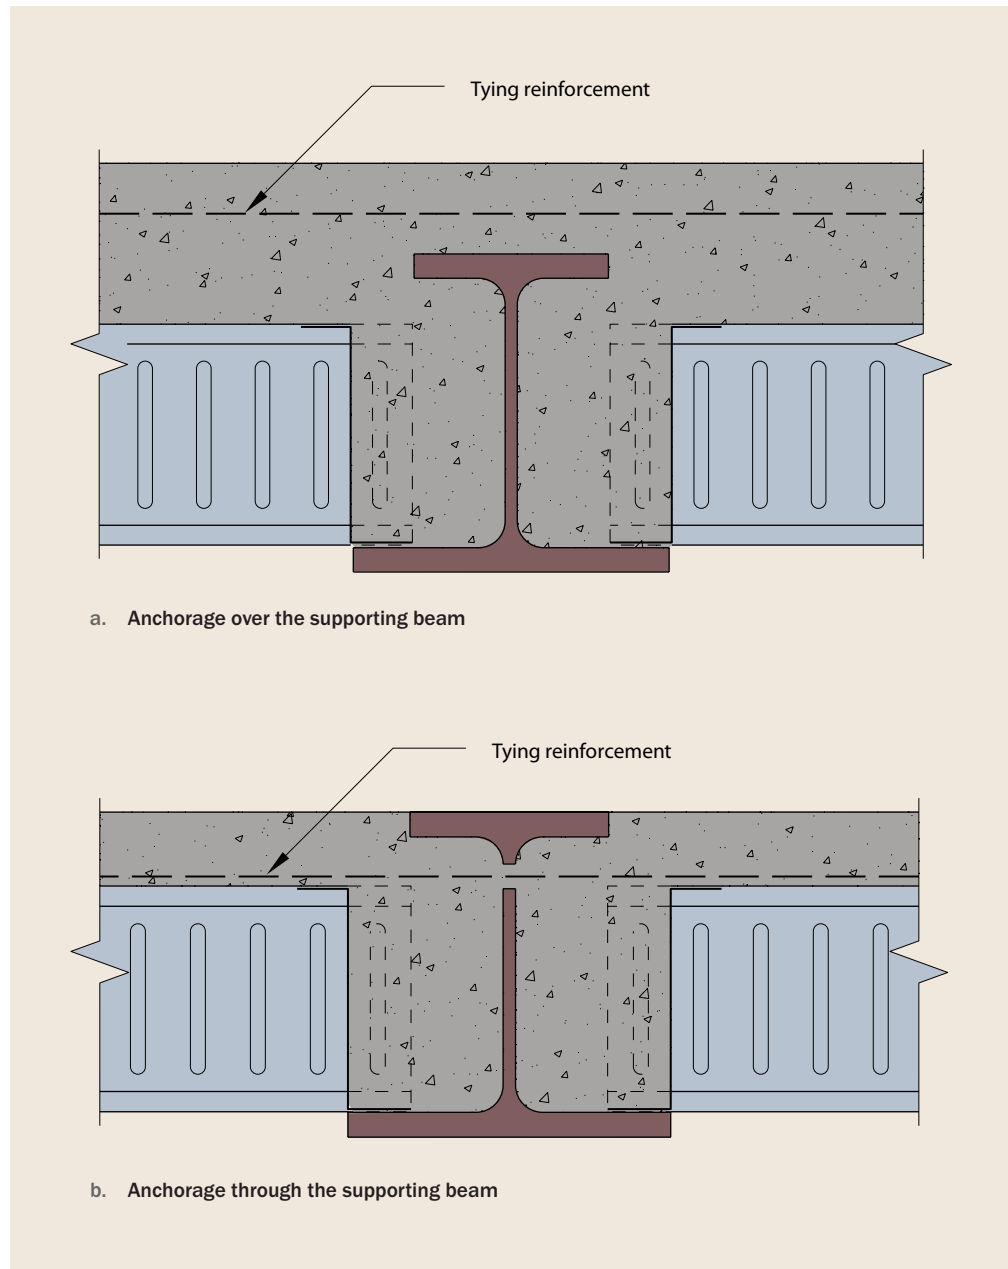 Tying reinforcement
a. Anchorage over the supporting beam
Tying reinforcement
b. Anchorage through the supporting beam